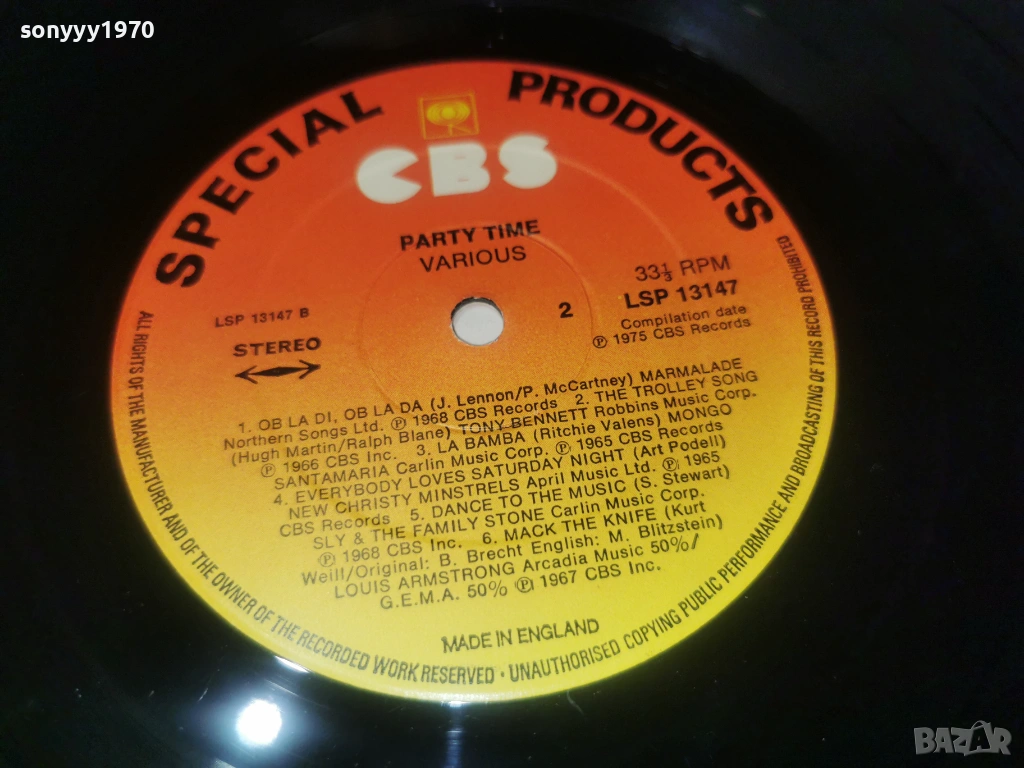 sonyyy1970
SPECIAL PRODUCTS
CBS
PARTY TIME
VARIOUS
33⅓ RPM
LSP 13147
LSP 13147 B
2
Compilation date
℗ 1975 CBS Records
STEREO
1. OB LA DI, OB LA DA (J. Lennon/P. McCartney) MARMALADE
Northern Songs Ltd. ℗ 1968 CBS Records 2. THE TROLLEY SONG
(Hugh Martin/Ralph Blane) TONY BENNETT Robbins Music Corp.
℗ 1966 CBS Inc. 3. LA BAMBA (Ritchie Valens) MONGO
SANTAMARIA Carlin Music Corp. ℗ 1965 CBS Records
4. EVERYBODY LOVES SATURDAY NIGHT (Art Podell)
NEW CHRISTY MINSTRELS April Music Ltd. ℗ 1965
CBS Records 5. DANCE TO THE MUSIC (S. Stewart)
SLY & THE FAMILY STONE Carlin Music Corp.
℗ 1968 CBS Inc. 6. MACK THE KNIFE (Kurt
Weill/Original: B. Brecht English: M. Blitzstein)
LOUIS ARMSTRONG Arcadia Music 50%/
G.E.M.A. 50% ℗ 1967 CBS Inc.
MADE IN ENGLAND
ALL RIGHTS OF THE MANUFACTURER AND OF THE OWNER OF THE RECORDED WORK RESERVED · UNAUTHORISED COPYING PUBLIC PERFORMANCE AND BROADCASTING OF THIS RECORD PROHIBITED
BAZAR